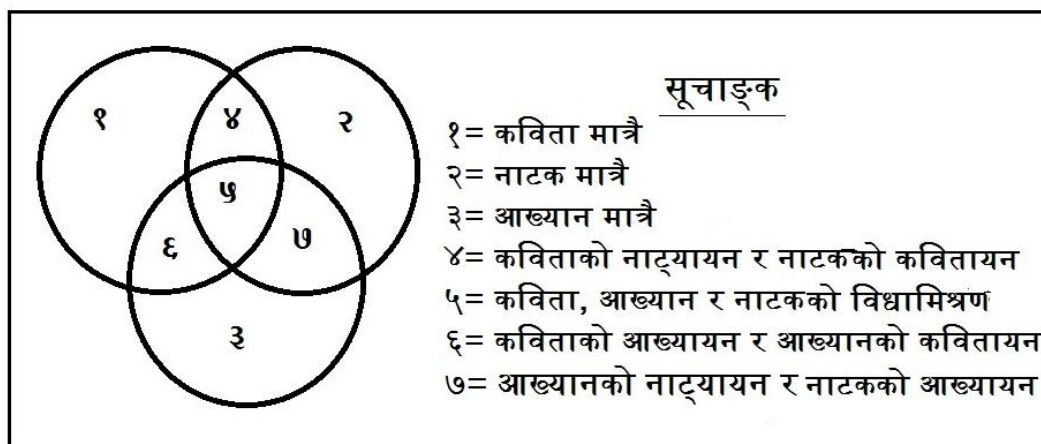 १
४
२
५
६
७
३
सूचाङ्क
१= कविता मात्रै
२= नाटक मात्रै
३= आख्यान मात्रै
४= कविताको नाट्यायन र नाटकको कवितायन
५= कविता, आख्यान र नाटकको विधामिश्रण
६= कविताको आख्यायन र आख्यानको कवितायन
७= आख्यानको नाट्यायन र नाटकको आख्यायन